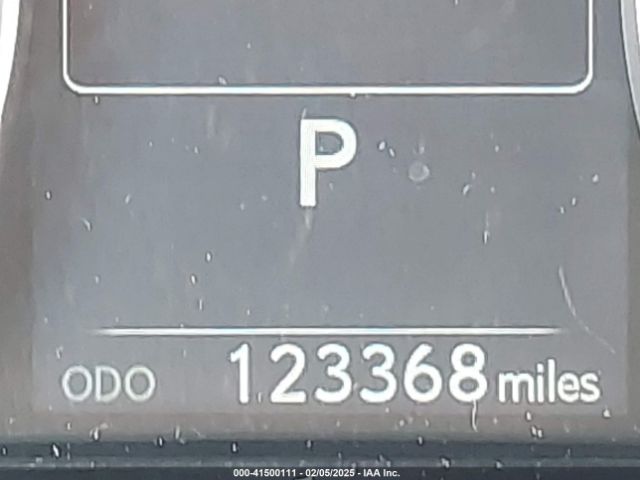 P
ODO 123368 miles
000-41500111 - 02/05/2025 - IAA Inc.